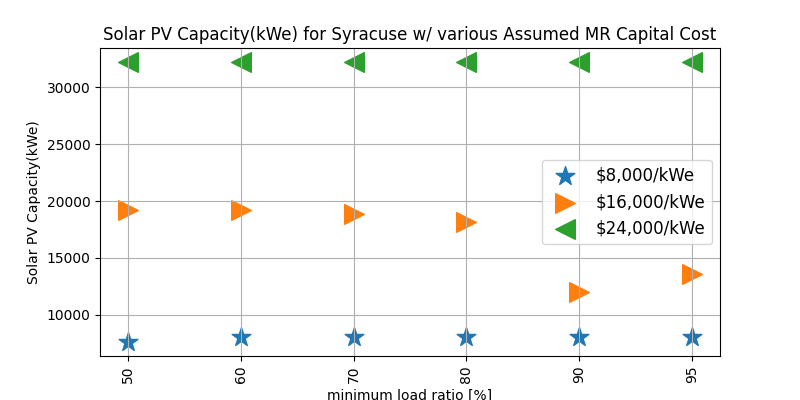 Solar PV Capacity(kWe) for Syracuse w/ various Assumed MR Capital Cost
Solar PV Capacity(kWe)
30000
25000
20000
15000
10000
$8,000/kWe
$16,000/kWe
$24,000/kWe
50
60
70
80
90
95
minimum load ratio [%]